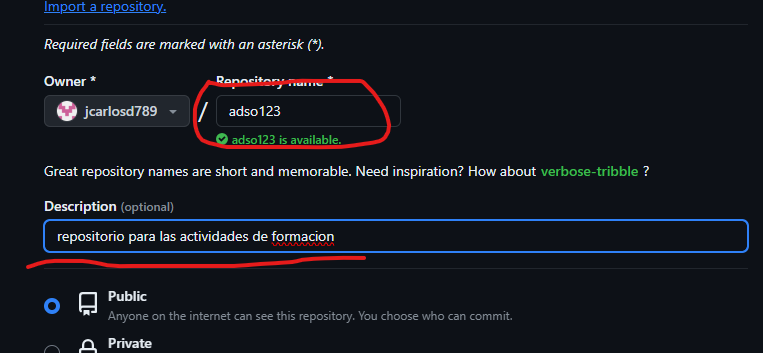 Import a repository.
Required fields are marked with an asterisk (*).
Owner * Repository name *
jcarlosd789 / adso123
adso123 is available.
Great repository names are short and memorable. Need inspiration? How about verbose-tribble ?
Description (optional)
repositorio para las actividades de formacion
Public
Anyone on the internet can see this repository. You choose who can commit.
Private